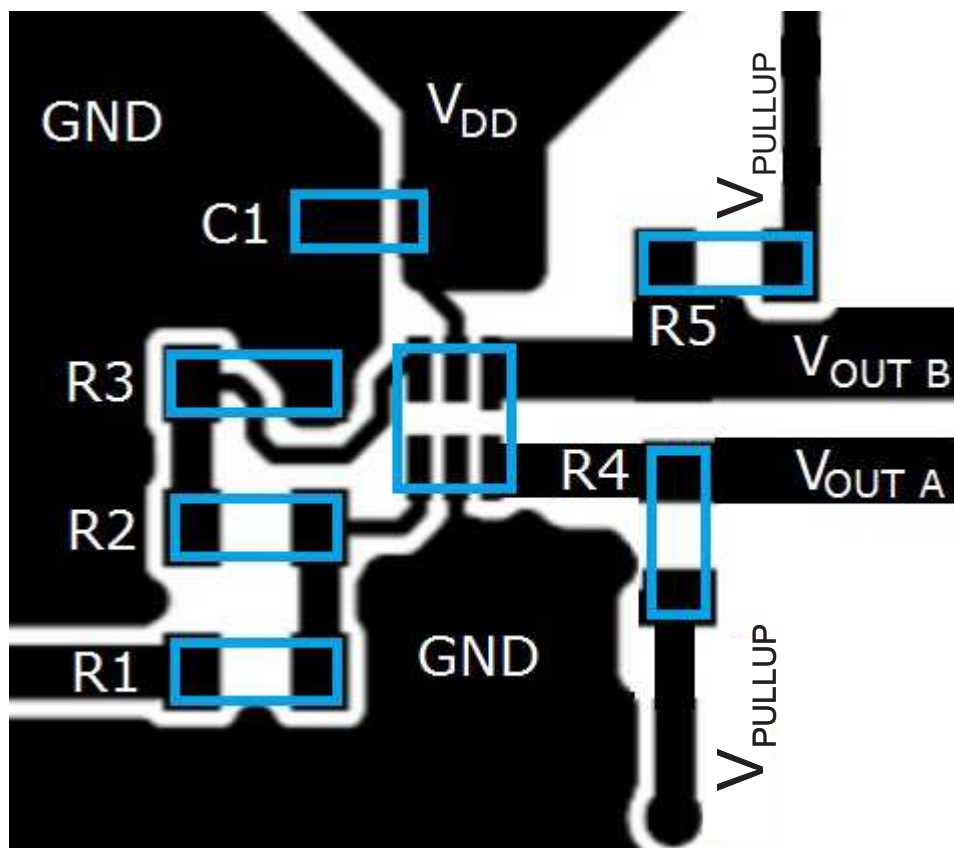 GND
VDD
VPULLUP
C1
R5
R3
VOUT B
R4
VOUT A
R2
GND
R1
VPULLUP